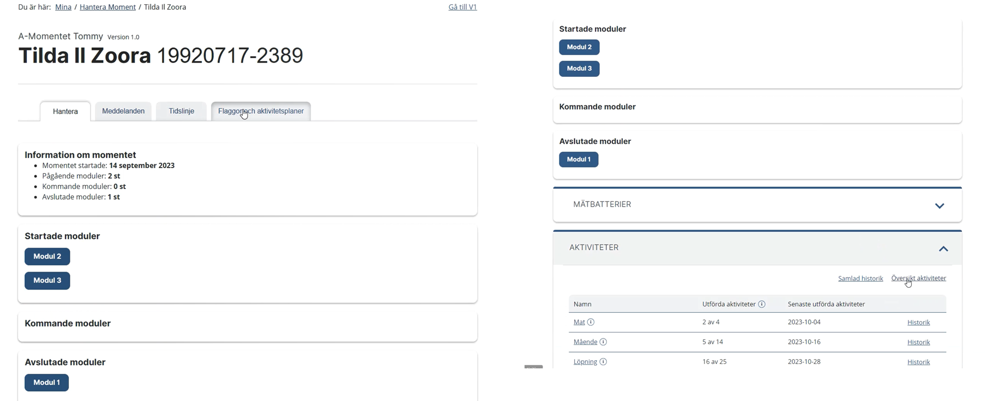 Du är här: Mina / Hantera Moment / Tilda Il Zoora
Gå till V1
A-Momentet Tommy Version 1.0
Tilda Il Zoora 19920717-2389
Hantera
Meddelanden
Tidslinje
Flaggor och aktivitetsplaner
Information om momentet
Momentet startade: 14 september 2023
Pågående moduler: 2 st
Kommande moduler: 0 st
Avslutade moduler: 1 st
Startade moduler
Modul 2
Modul 3
Kommande moduler
Avslutade moduler
Modul 1
Startade moduler
Modul 2
Modul 3
Kommande moduler
Avslutade moduler
Modul 1
MÄTBATTERIER
AKTIVITETER
Samlad historik Översikt aktiviteter
Namn Utförda aktiviteter Senaste utförda aktiviteter
Mat 2 av 4 2023-10-04 Historik
Mående 5 av 14 2023-10-16 Historik
Löpning 16 av 25 2023-10-28 Historik